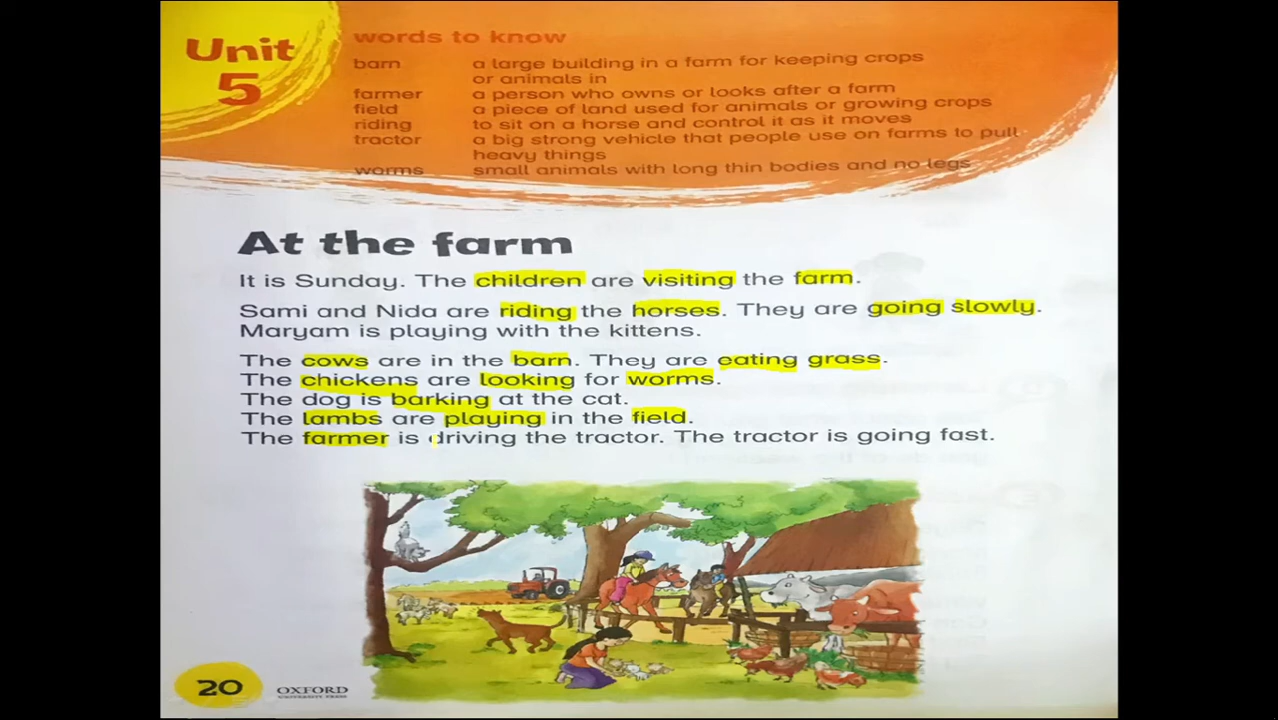 Unit
5
words to know
barn a large building in a farm for keeping crops
or animals in
farmer a person who owns or looks after a farm
field a piece of land used for animals or growing crops
riding to sit on a horse and control it as it moves
tractor a big strong vehicle that people use on farms to pull
heavy things
worms small animals with long thin bodies and no legs
At the farm
It is Sunday. The children are visiting the farm.
Sami and Nida are riding the horses. They are going slowly.
Maryam is playing with the kittens.
The cows are in the barn. They are eating grass.
The chickens are looking for worms.
The dog is barking at the cat.
The lambs are playing in the field.
The farmer is driving the tractor. The tractor is going fast.
20
OXFORD
UNIVERSITY PRESS